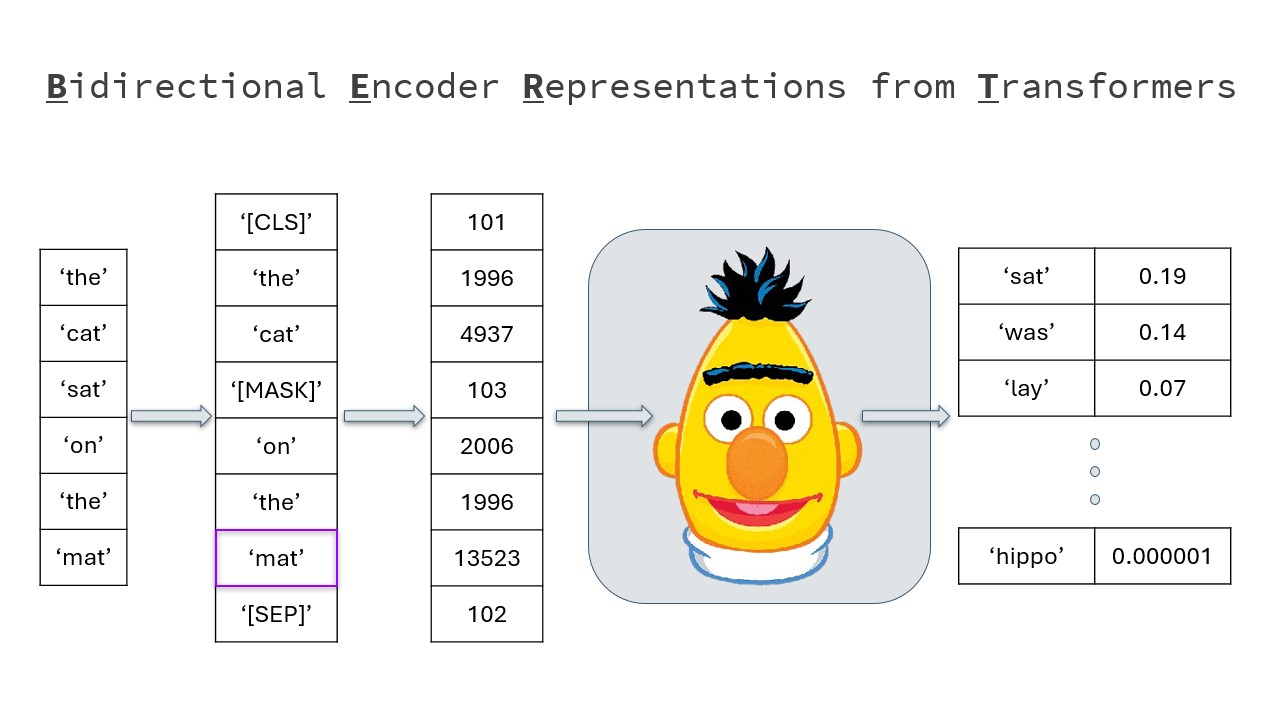 Bidirectional Encoder Representations from Transformers
‘the’
‘cat’
‘sat’
‘on’
‘the’
‘mat’
‘[CLS]’
‘the’
‘cat’
‘[MASK]’
‘on’
‘the’
‘mat’
‘[SEP]’
101
1996
4937
103
2006
1996
13523
102
‘sat’ 0.19
‘was’ 0.14
‘lay’ 0.07
‘hippo’ 0.000001